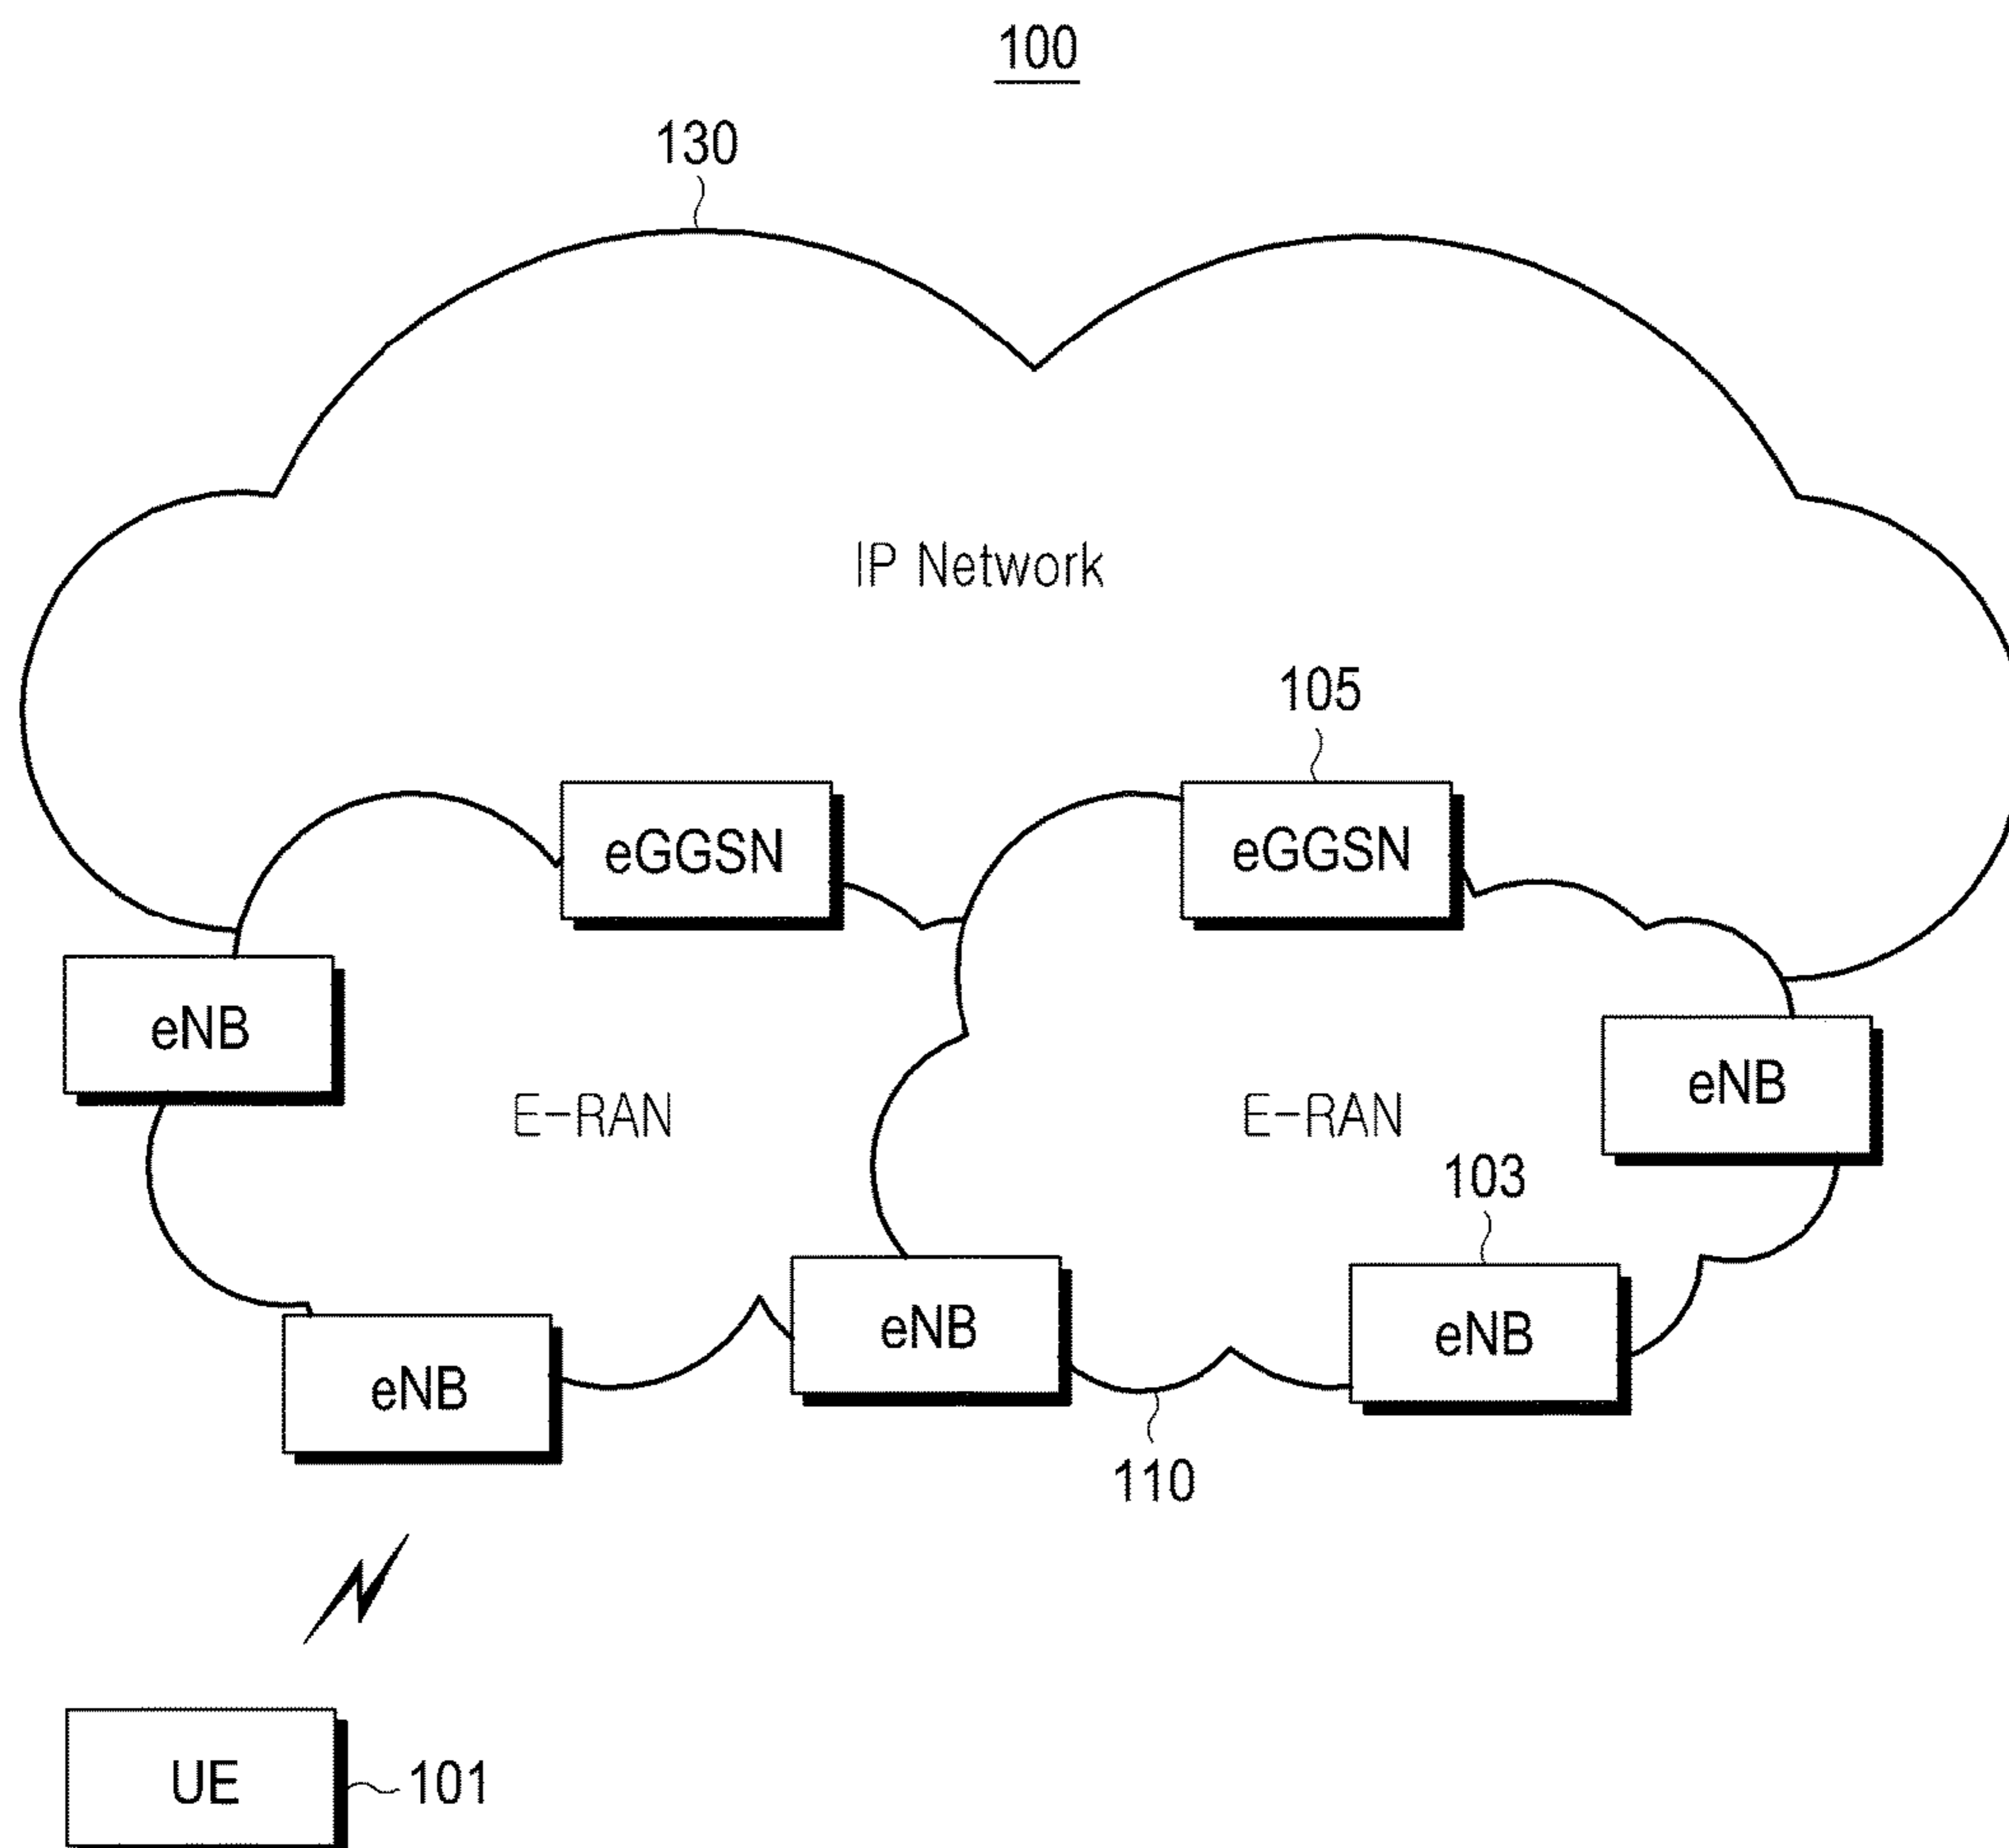 100
130
IP Network
105
eGGSN
eGGSN
eNB
eNB
E-RAN
E-RAN
103
eNB
eNB
eNB
110
UE
101